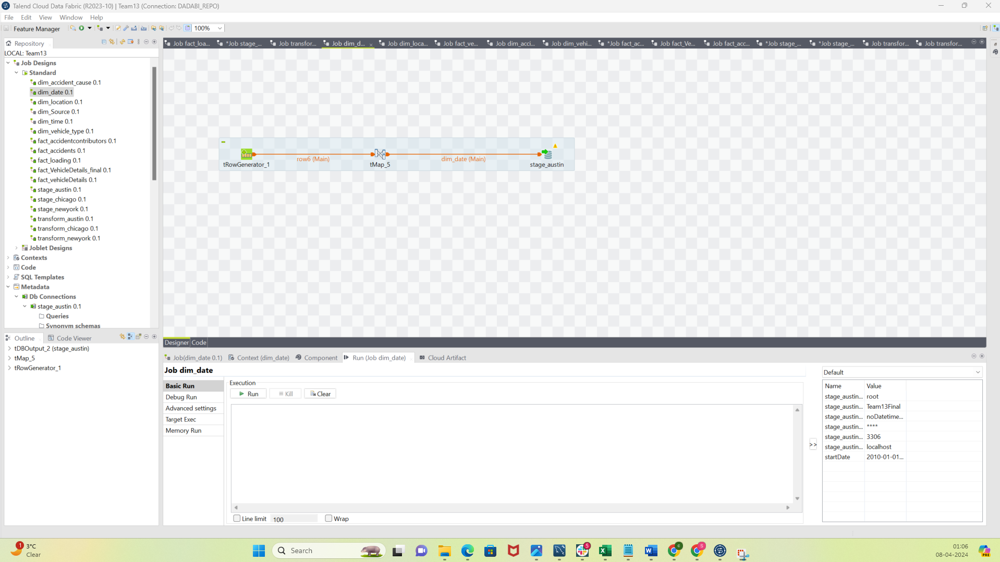 Talend Cloud Data Fabric (R2023-10) | Team13 (Connection: DADABI_REPO)
File Edit View Window Help
Feature Manager 100%
Repository
LOCAL: Team13
Job Designs
Standard
dim_accident_cause 0.1
dim_date 0.1
dim_location 0.1
dim_Source 0.1
dim_time 0.1
dim_vehicle_type 0.1
fact_accidentcontributors 0.1
fact_accidents 0.1
fact_loading 0.1
fact_VehicleDetails_final 0.1
fact_vehicleDetails 0.1
stage_austin 0.1
stage_chicago 0.1
stage_newyork 0.1
transform_austin 0.1
transform_chicago 0.1
transform_newyork 0.1
Joblet Designs
Contexts
Code
SQL Templates
Metadata
Db Connections
stage_austin 0.1
Queries
Synonym schemas
Outline Code Viewer
tDBOutput_2 (stage_austin)
tMap_5
tRowGenerator_1
Job fact_loa... *Job stage_... Job transfor... Job dim_d... Job dim_loca... Job fact_ve... Job dim_acci... Job dim_vehi... *Job fact_ac... Job fact_Ve... Job fact_acc... *Job stage_... *Job stage_... Job transfor... Job transfor...
row6 (Main) dim_date (Main)
tRowGenerator_1 tMap_5 stage_austin
Designer Code
Job(dim_date 0.1) Context (dim_date) Component Run (Job dim_date) Cloud Artifact
Job dim_date
Basic Run
Debug Run
Advanced settings
Target Exec
Memory Run
Execution
Run Kill Clear
Line limit 100 Wrap
>>
Default
Name Value
stage_austin... root
stage_austin... Team13Final
stage_austin... noDatetime...
stage_austin... ****
stage_austin... 3306
stage_austin... localhost
startDate 2010-01-01...
1
3°C
Clear
Search
5
C
S
01:06
08-04-2024
PRE